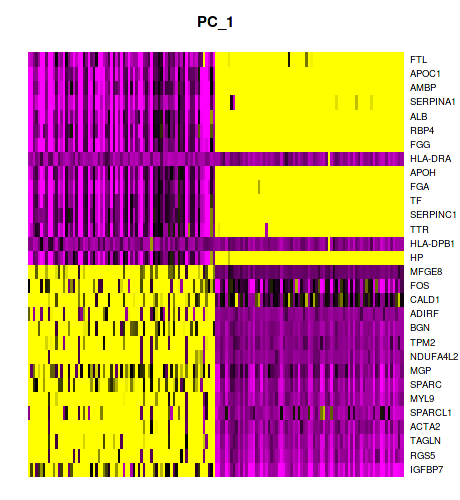 PC_1
FTL
APOC1
AMBP
SERPINA1
ALB
RBP4
FGG
HLA-DRA
APOH
FGA
TF
SERPINC1
TTR
HLA-DPB1
HP
MFGE8
FOS
CALD1
ADIRF
BGN
TPM2
NDUFA4L2
MGP
SPARC
MYL9
SPARCL1
ACTA2
TAGLN
RGS5
IGFBP7